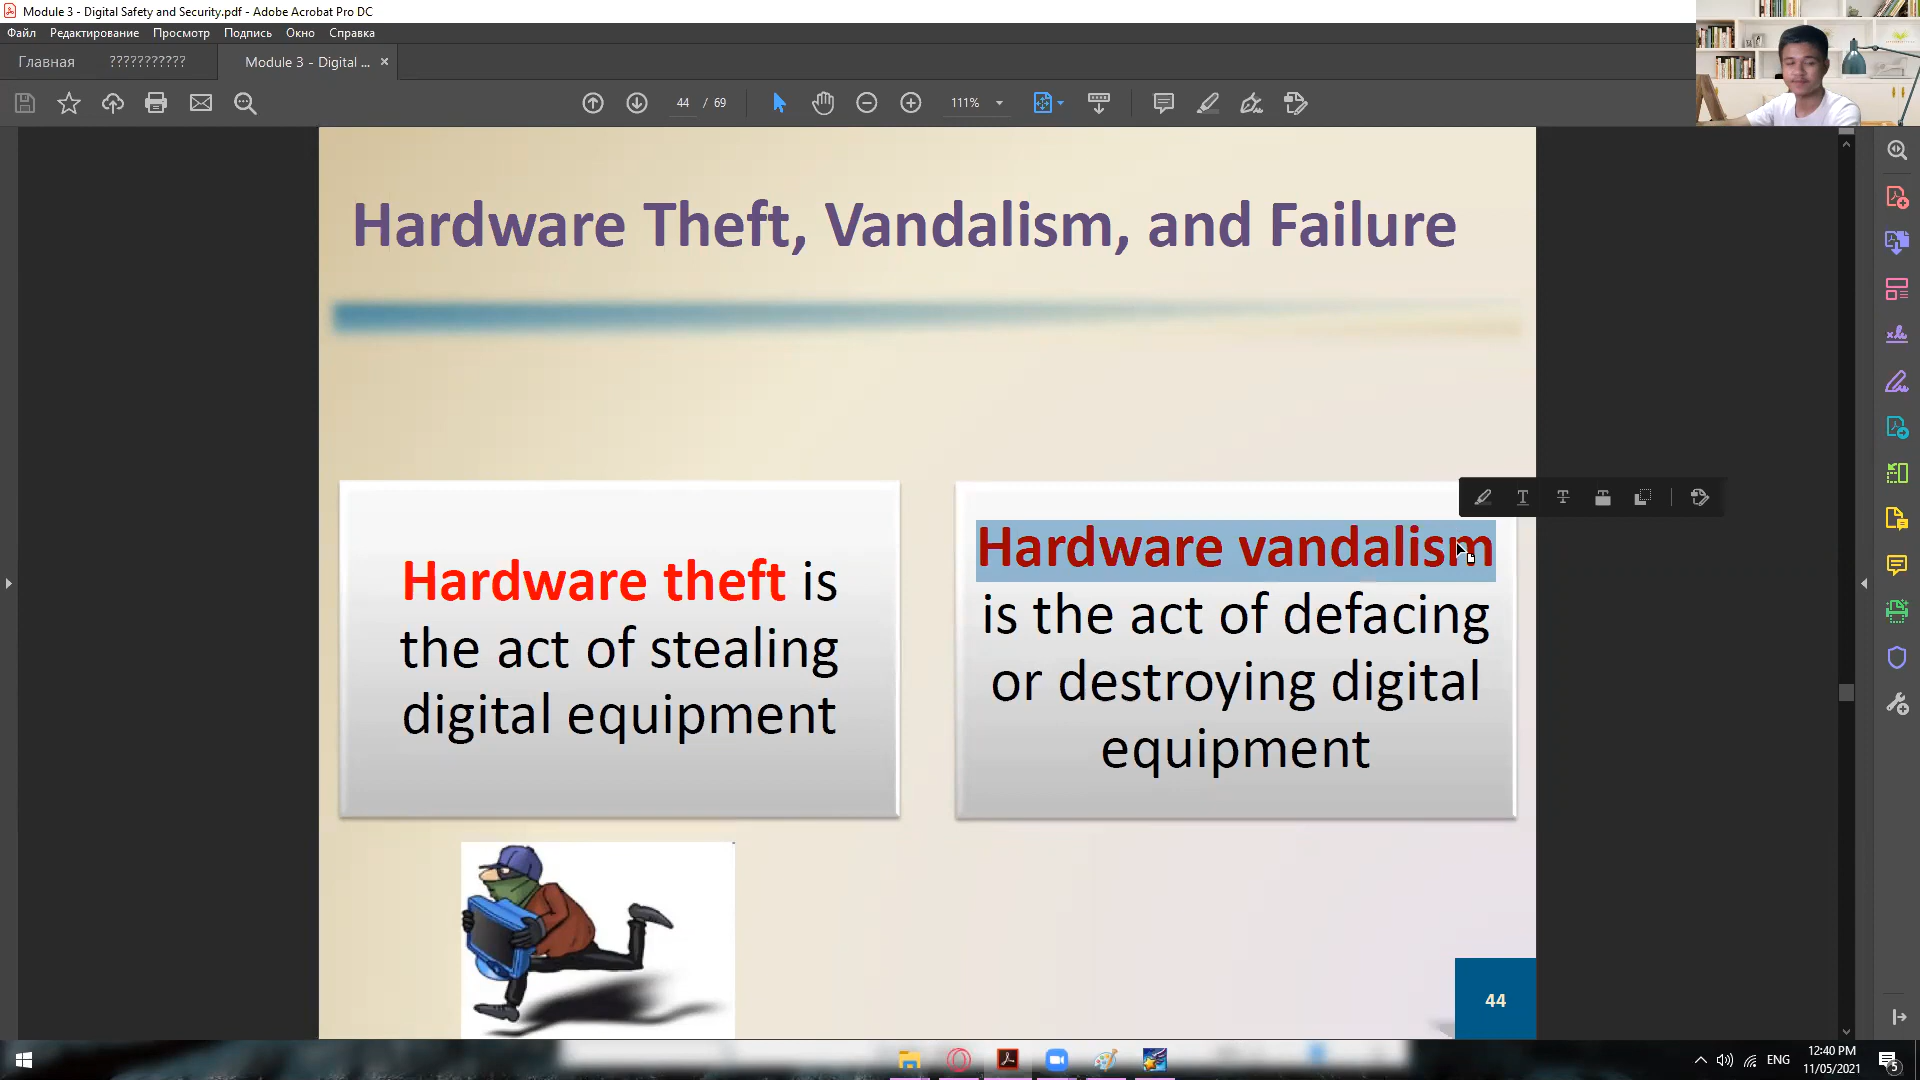 Module 3 - Digital Safety and Security.pdf - Adobe Acrobat Pro DC
Файл Редактирование Просмотр Подпись Окно Справка
Главная ??????????? Module 3 - Digital ... ×
44 / 69 111%
Hardware Theft, Vandalism, and Failure
Hardware theft is
the act of stealing
digital equipment
Hardware vandalism
is the act of defacing
or destroying digital
equipment
44
ENG
12:40 PM
11/05/2021
5